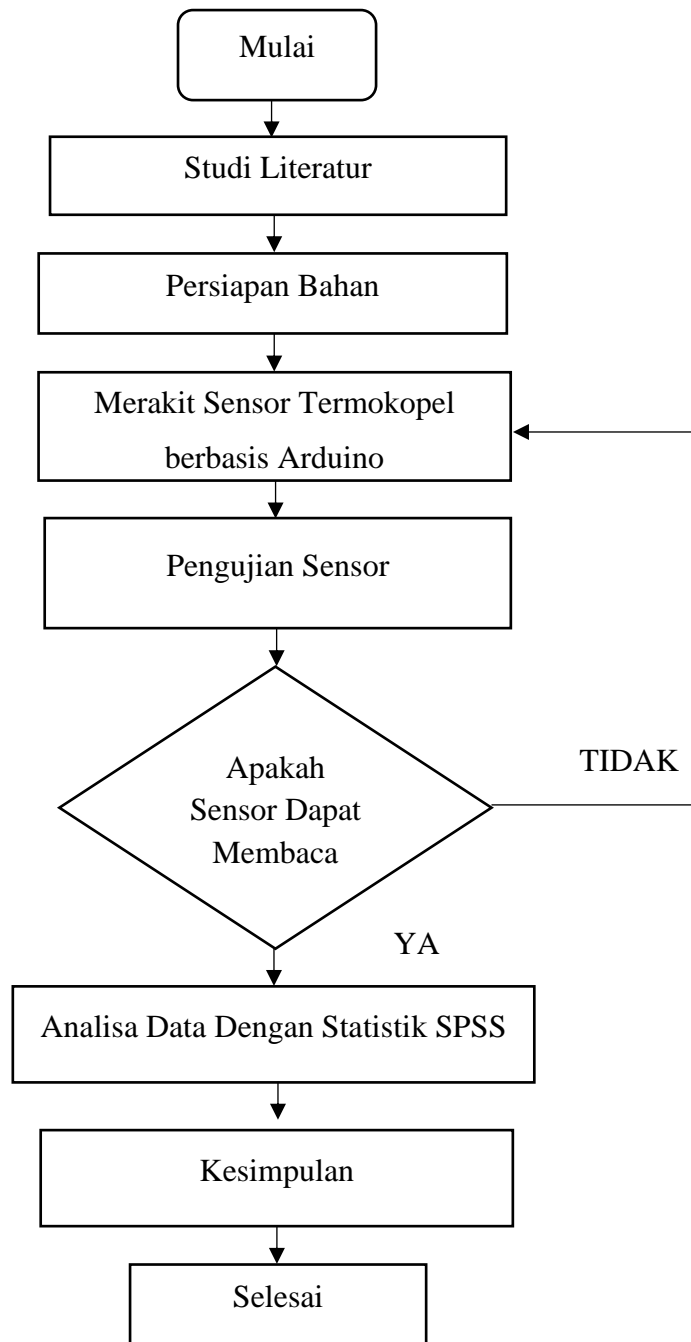 Mulai
Studi Literatur
Persiapan Bahan
Merakit Sensor Termokopel
berbasis Arduino
Pengujian Sensor
Apakah
Sensor Dapat
Membaca
TIDAK
YA
Analisa Data Dengan Statistik SPSS
Kesimpulan
Selesai